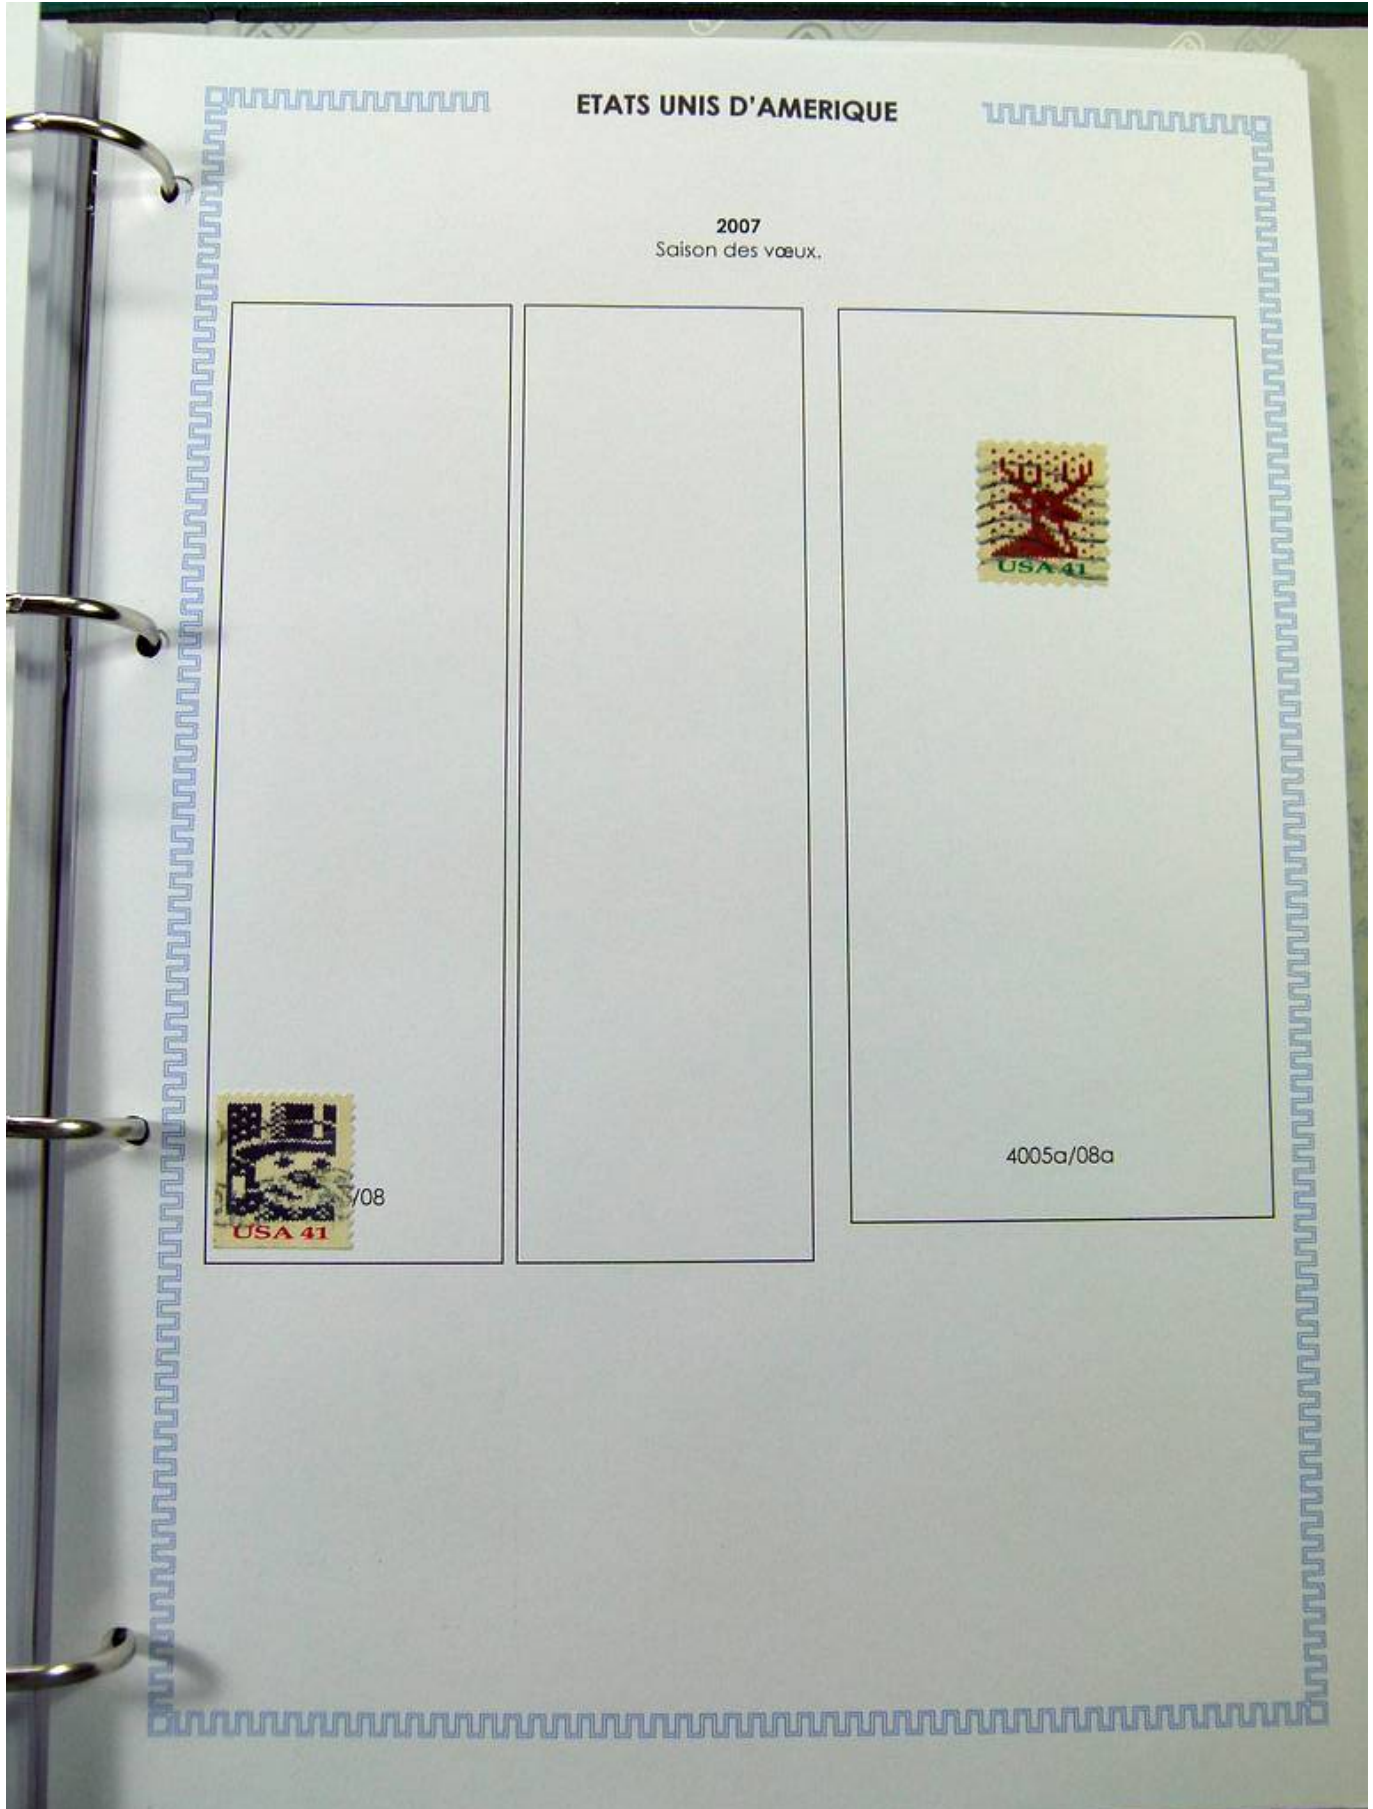 ETATS UNIS D'AMERIQUE
2007
Saison des vœux.
USA 41
4005a/08a
/08
USA 41